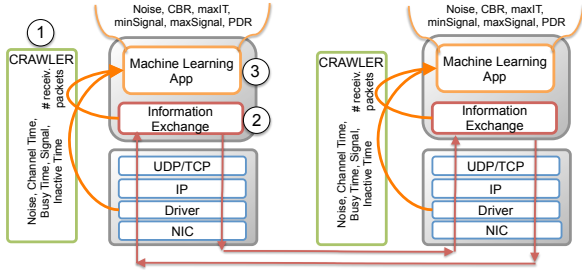 Noise, CBR, maxIT,
minSignal, maxSignal, PDR
1
CRAWLER
# receiv.
packets
Noise, Channel Time,
Busy Time, Signal,
Inactive Time
Machine Learning
App
3
Information
Exchange
2
UDP/TCP
IP
Driver
NIC
Noise, CBR, maxIT,
minSignal, maxSignal, PDR
CRAWLER
# receiv.
packets
Noise, Channel Time,
Busy Time, Signal,
Inactive Time
Machine Learning
App
Information
Exchange
UDP/TCP
IP
Driver
NIC